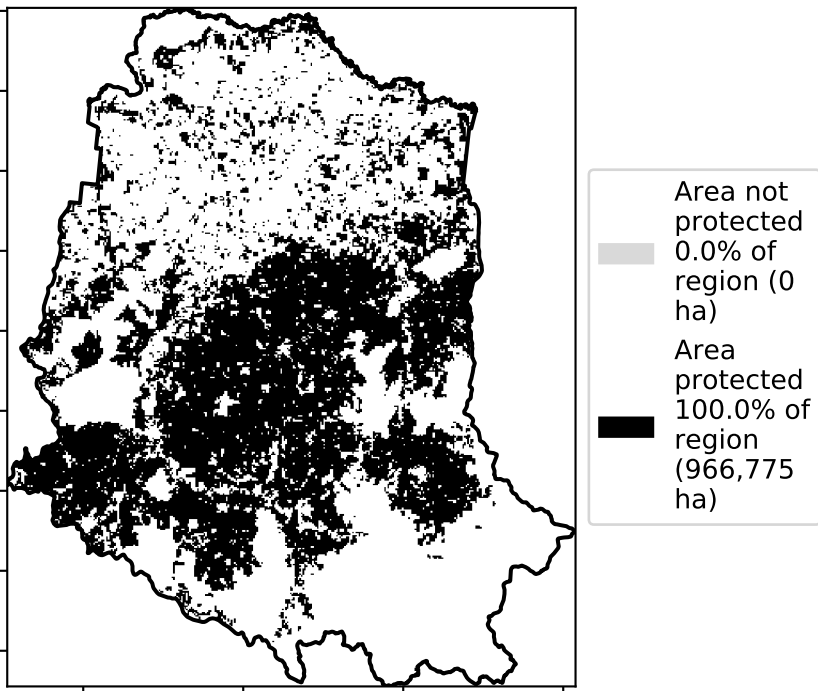 Area not
protected
0.0% of
region (0
ha)
Area
protected
100.0% of
region
(966,775
ha)